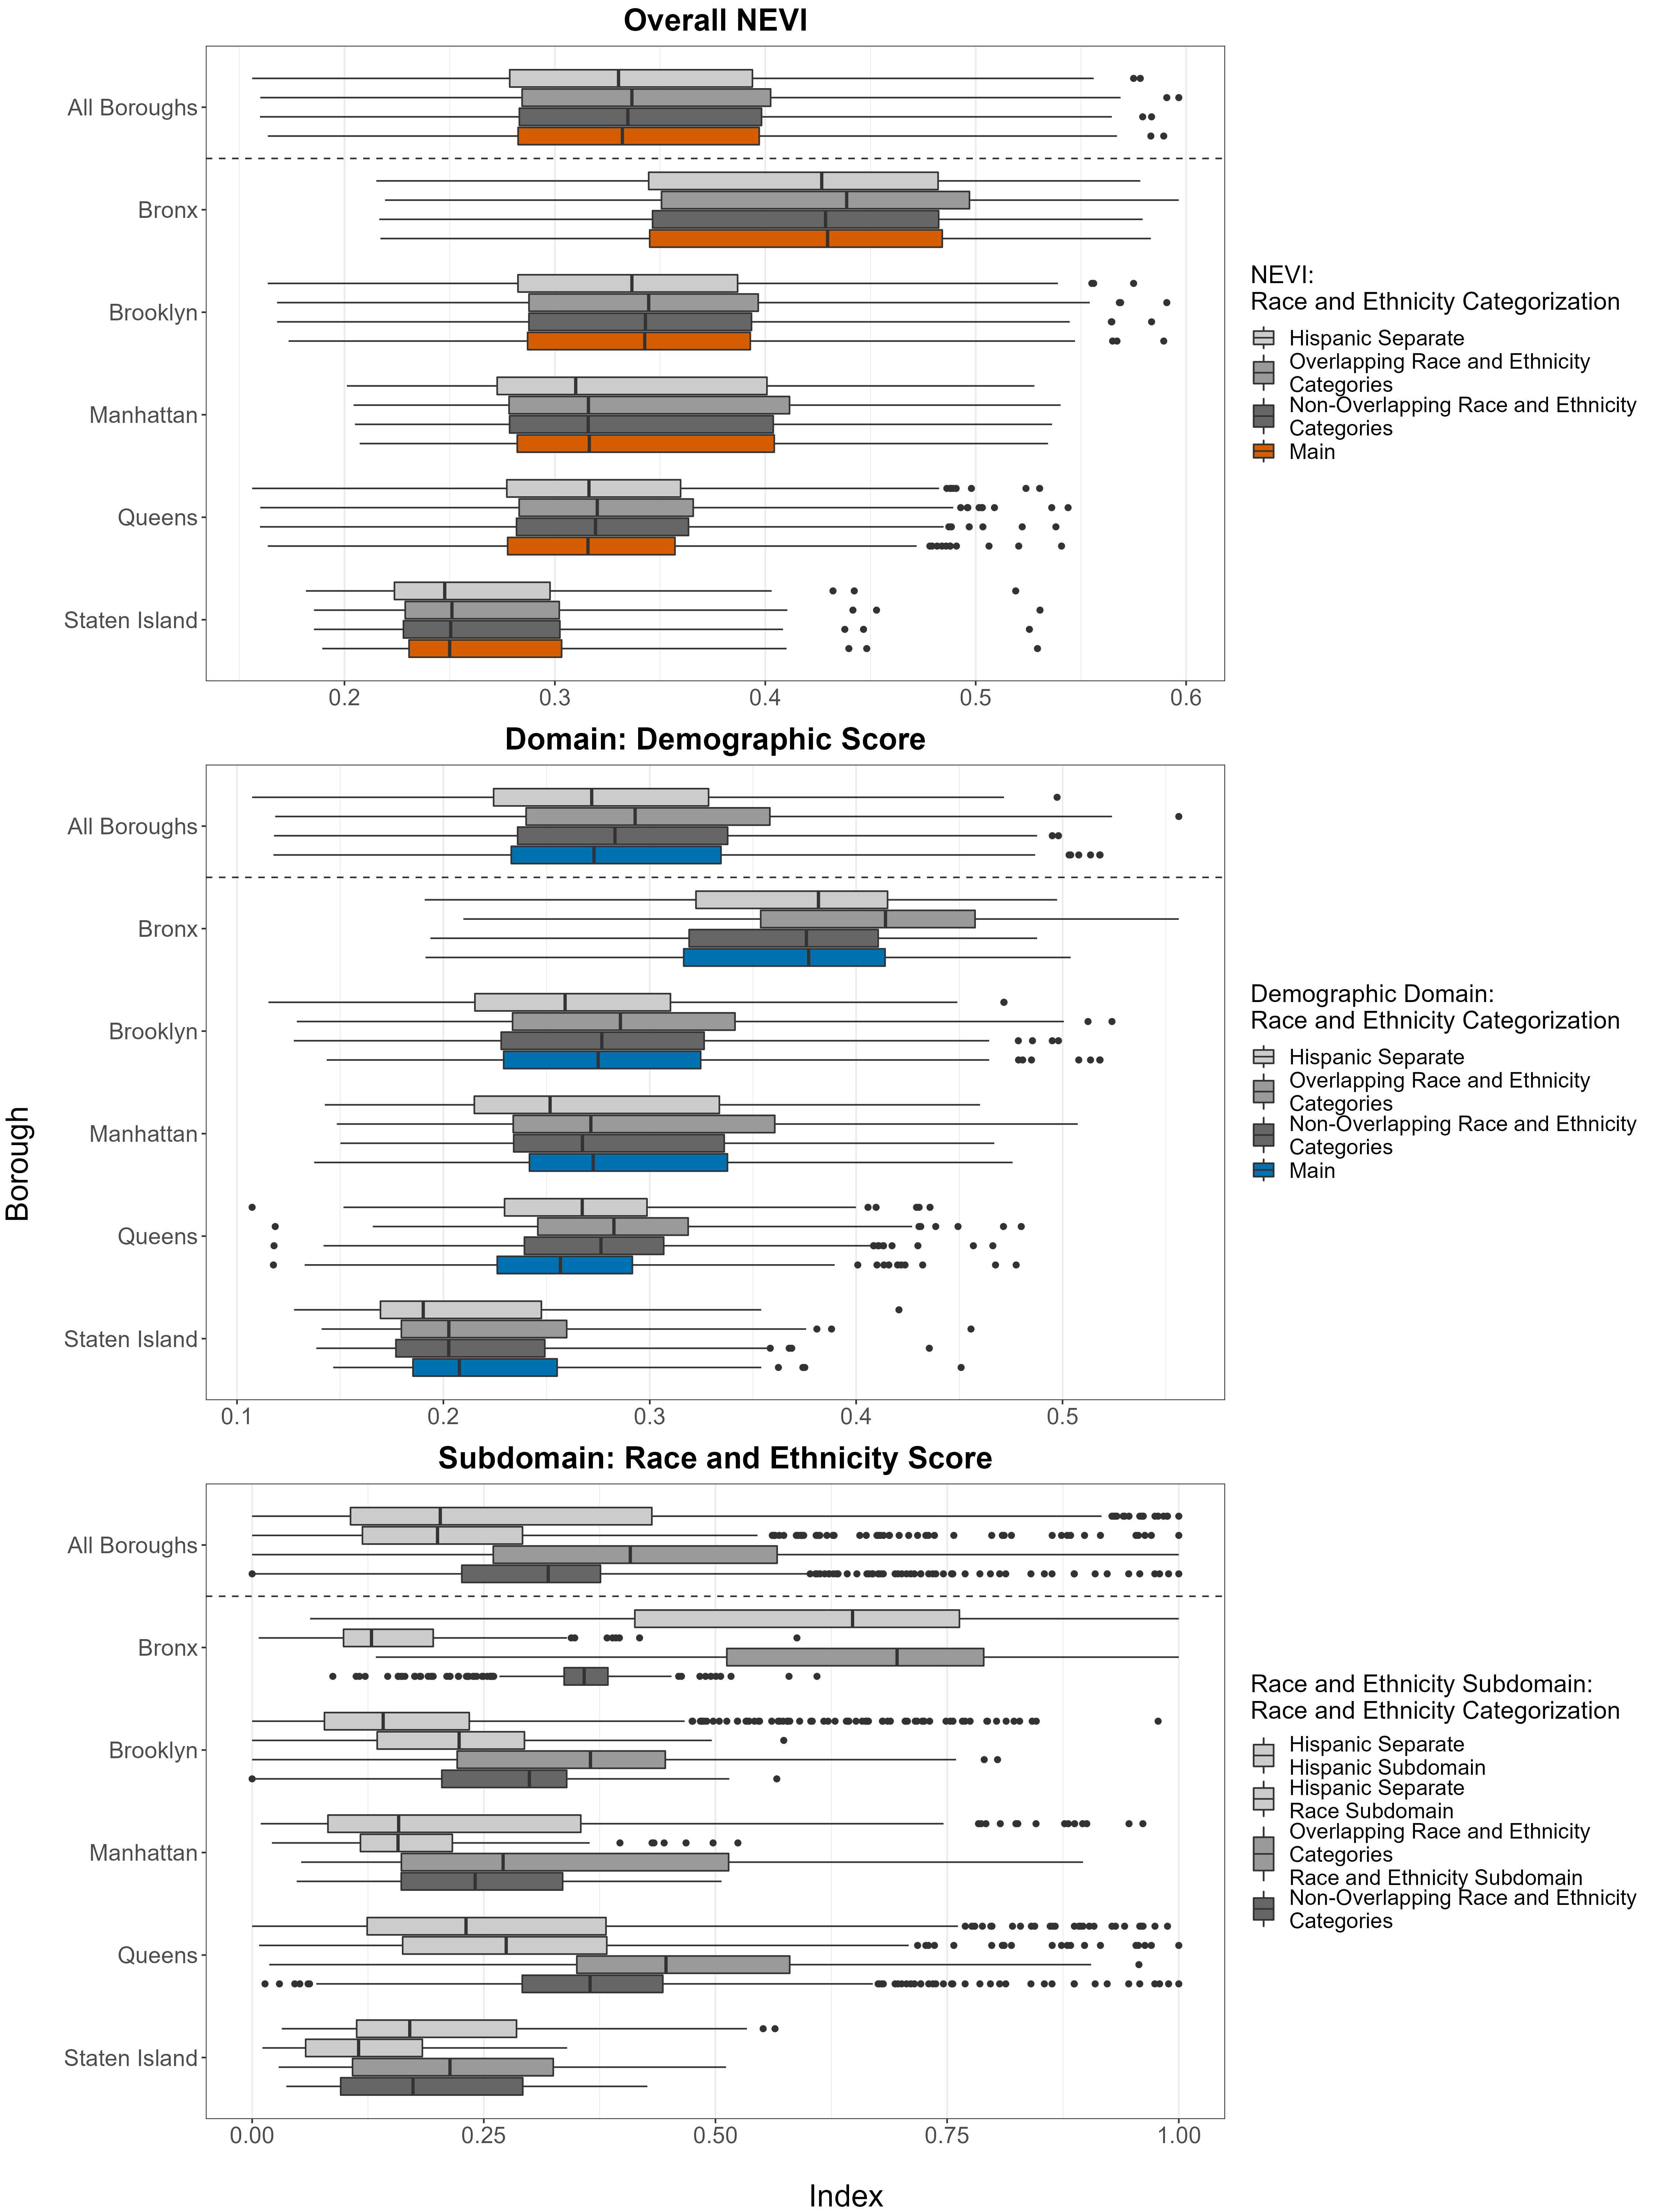 Overall NEVI
All Boroughs
Bronx
Brooklyn
Manhattan
Queens
Staten Island
0.2 0.3 0.4 0.5 0.6
NEVI:
Race and Ethnicity Categorization
Hispanic Separate
Overlapping Race and Ethnicity
Categories
Non-Overlapping Race and Ethnicity
Categories
Main
Domain: Demographic Score
All Boroughs
Bronx
Brooklyn
Manhattan
Queens
Staten Island
0.1 0.2 0.3 0.4 0.5
Demographic Domain:
Race and Ethnicity Categorization
Hispanic Separate
Overlapping Race and Ethnicity
Categories
Non-Overlapping Race and Ethnicity
Categories
Main
Borough
Subdomain: Race and Ethnicity Score
All Boroughs
Bronx
Brooklyn
Manhattan
Queens
Staten Island
0.00 0.25 0.50 0.75 1.00
Race and Ethnicity Subdomain:
Race and Ethnicity Categorization
Hispanic Separate
Hispanic Subdomain
Hispanic Separate
Race Subdomain
Overlapping Race and Ethnicity
Categories
Race and Ethnicity Subdomain
Non-Overlapping Race and Ethnicity
Categories
Index